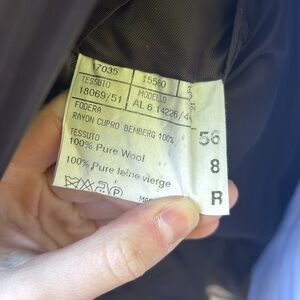 7035 15580
TESSUTO MODELLO
18069/51 AL 6 14226/4
FODERA
RAYON CUPRO BEMBERG 100%
TESSUTO
100% Pure Wool
100% Pure laine vierge
P
56
8
R